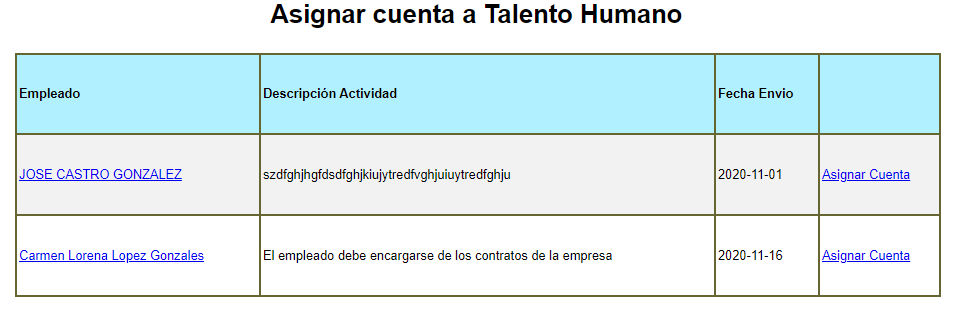 Asignar cuenta a Talento Humano
Empleado Descripción Actividad Fecha Envio
JOSE CASTRO GONZALEZ szdfghjhgfdsdfghjkiujytredfvghjuiuytredfghju 2020-11-01 Asignar Cuenta
Carmen Lorena Lopez Gonzales El empleado debe encargarse de los contratos de la empresa 2020-11-16 Asignar Cuenta